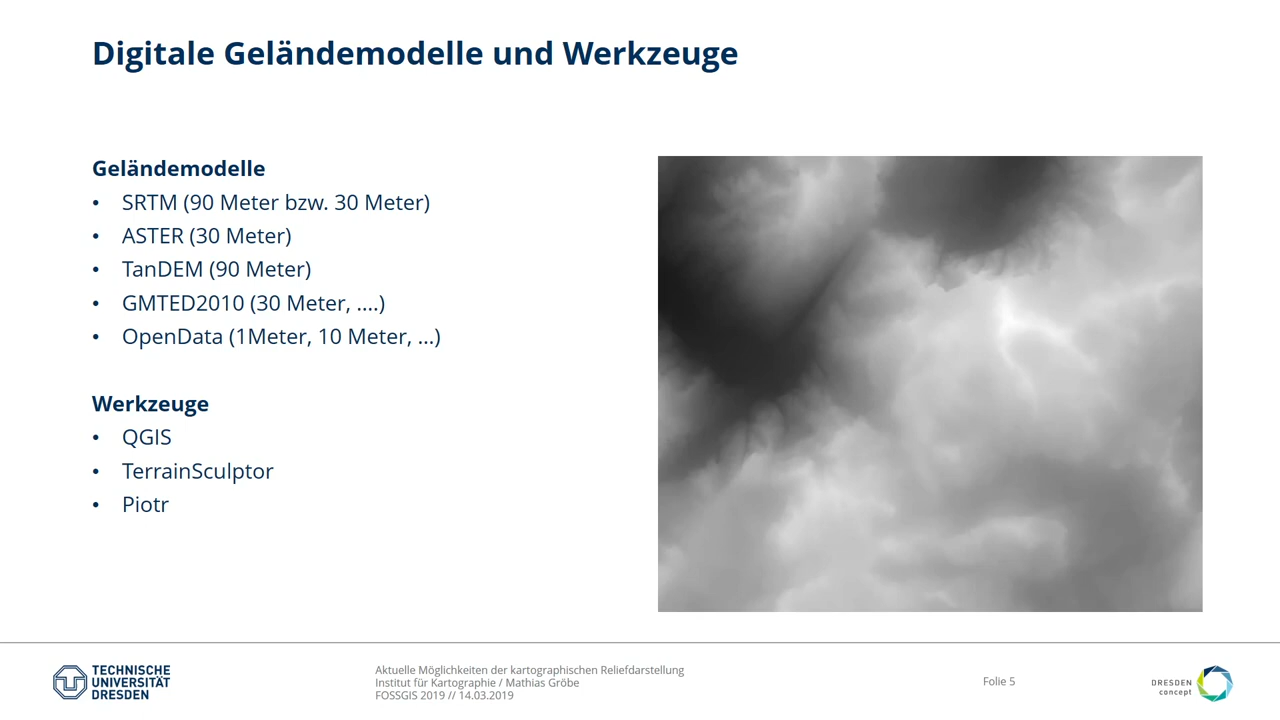 Digitale Geländemodelle und Werkzeuge
Geländemodelle
• SRTM (90 Meter bzw. 30 Meter)
• ASTER (30 Meter)
• TanDEM (90 Meter)
• GMTED2010 (30 Meter, ....)
• OpenData (1Meter, 10 Meter, ...)
Werkzeuge
• QGIS
• TerrainSculptor
• Piotr
TECHNISCHE
UNIVERSITÄT
DRESDEN
Aktuelle Möglichkeiten der kartographischen Reliefdarstellung
Institut für Kartographie / Mathias Gröbe
FOSSGIS 2019 // 14.03.2019
Folie 5
DRESDEN
concept